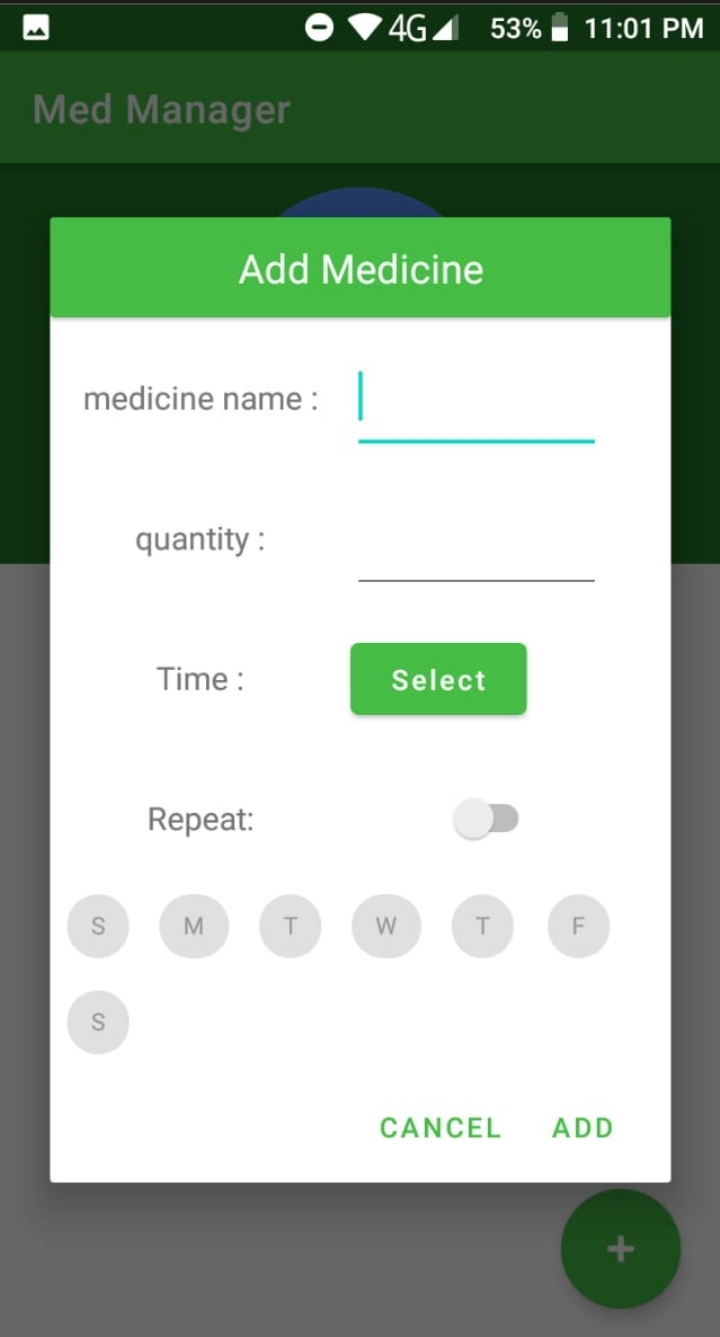 4G 53% 11:01 PM
Med Manager
Add Medicine
medicine name :
quantity :
Time : Select
Repeat:
S M T W T F
S
CANCEL ADD
+